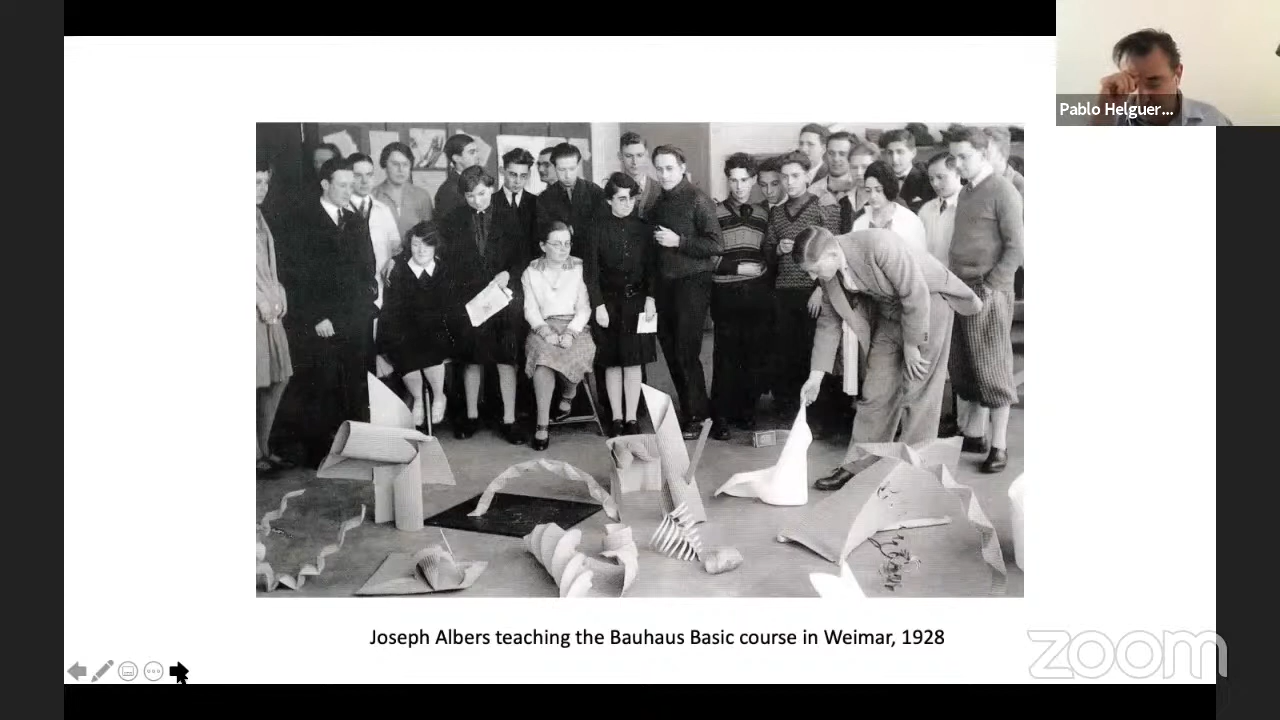 Pablo Helguer...
Joseph Albers teaching the Bauhaus Basic course in Weimar, 1928
zoom